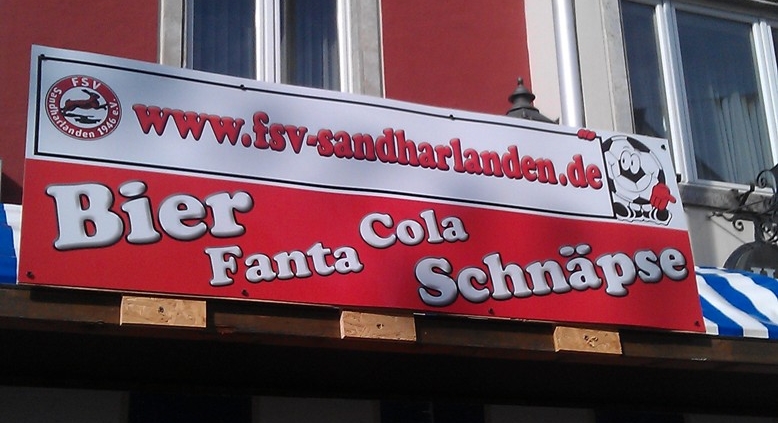 FSV
Sandharlanden 1946 e.V.
www.fsv-sandharlanden.de
Bier
Fanta
Cola
Schnäpse